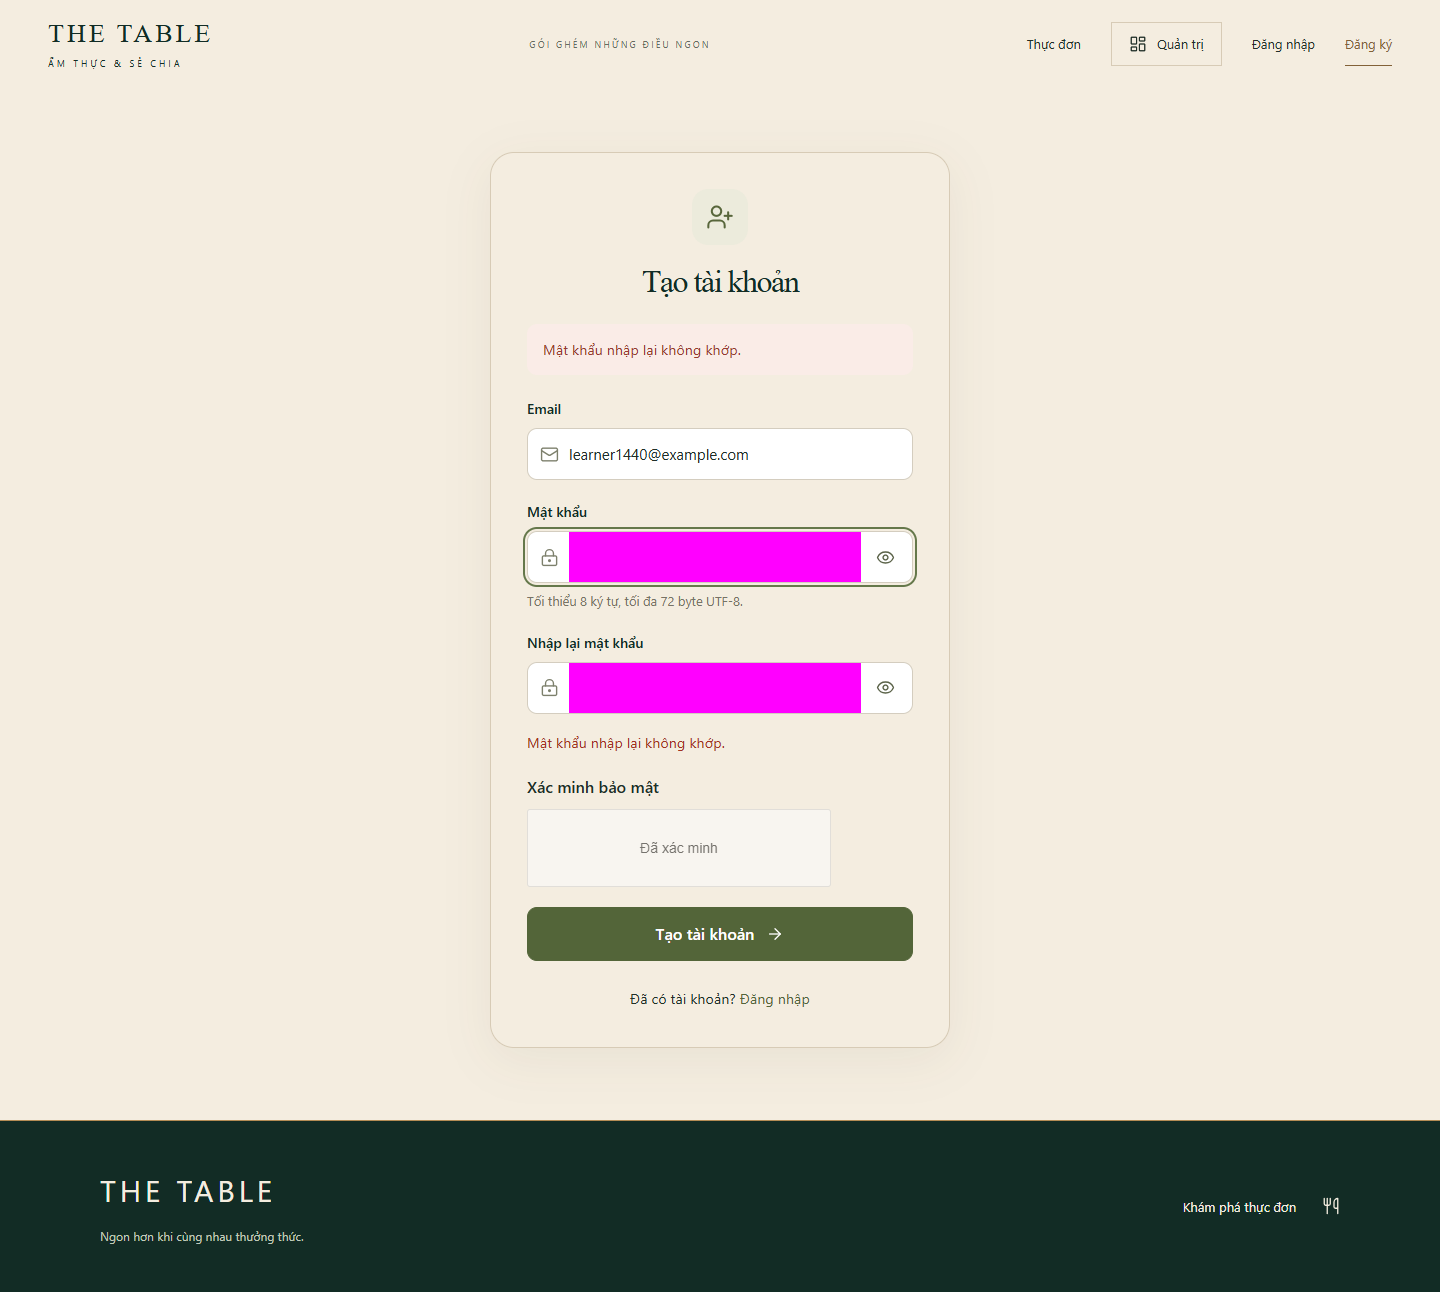 THE TABLE
ẨM THỰC & SẺ CHIA
GÓI GHÉM NHỮNG ĐIỀU NGON
Thực đơn
Quản trị
Đăng nhập
Đăng ký
Tạo tài khoản
Mật khẩu nhập lại không khớp.
Email
learner1440@example.com
Mật khẩu
Tối thiểu 8 ký tự, tối đa 72 byte UTF-8.
Nhập lại mật khẩu
Mật khẩu nhập lại không khớp.
Xác minh bảo mật
Đã xác minh
Tạo tài khoản
Đã có tài khoản? Đăng nhập
THE TABLE
Ngon hơn khi cùng nhau thưởng thức.
Khám phá thực đơn